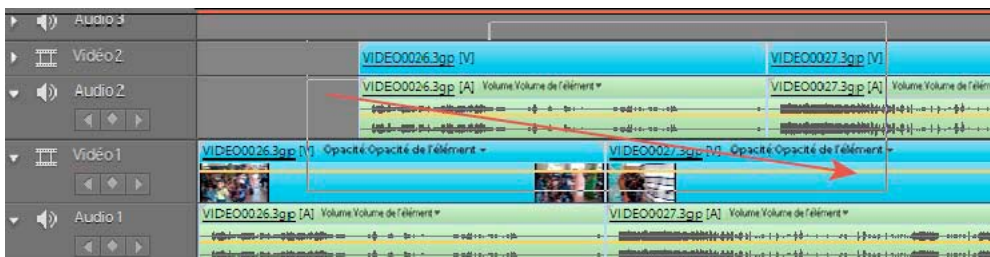 Audio 3
Vidéo 2
VIDEO0026.3gp [V] VIDEO0027.3gp [V]
Audio 2
VIDEO0026.3gp [A] Volume:Volume de l'élément VIDEO0027.3gp [A] Volume:Volume de l'élém
Vidéo 1
VIDEO0026.3gp [V] Opacité:Opacité de l'élément VIDEO0027.3gp [V] Opacité:Opacité de l'élément
Audio 1
VIDEO0026.3gp [A] Volume:Volume de l'élément VIDEO0027.3gp [A] Volume:Volume de l'élément